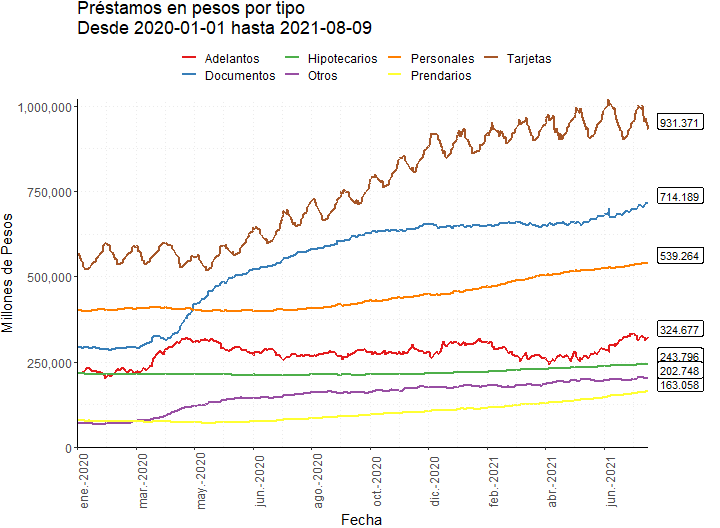 Préstamos en pesos por tipo
Desde 2020-01-01 hasta 2021-08-09
Adelantos Hipotecarios Personales Tarjetas
Documentos Otros Prendarios
Millones de Pesos
1,000,000
750,000
500,000
250,000
0
931.371
714.189
539.264
324.677
243.796
202.748
163.058
ene.-2020
mar.-2020
may.-2020
jun.-2020
ago.-2020
oct.-2020
dic.-2020
feb.-2021
abr.-2021
jun.-2021
Fecha